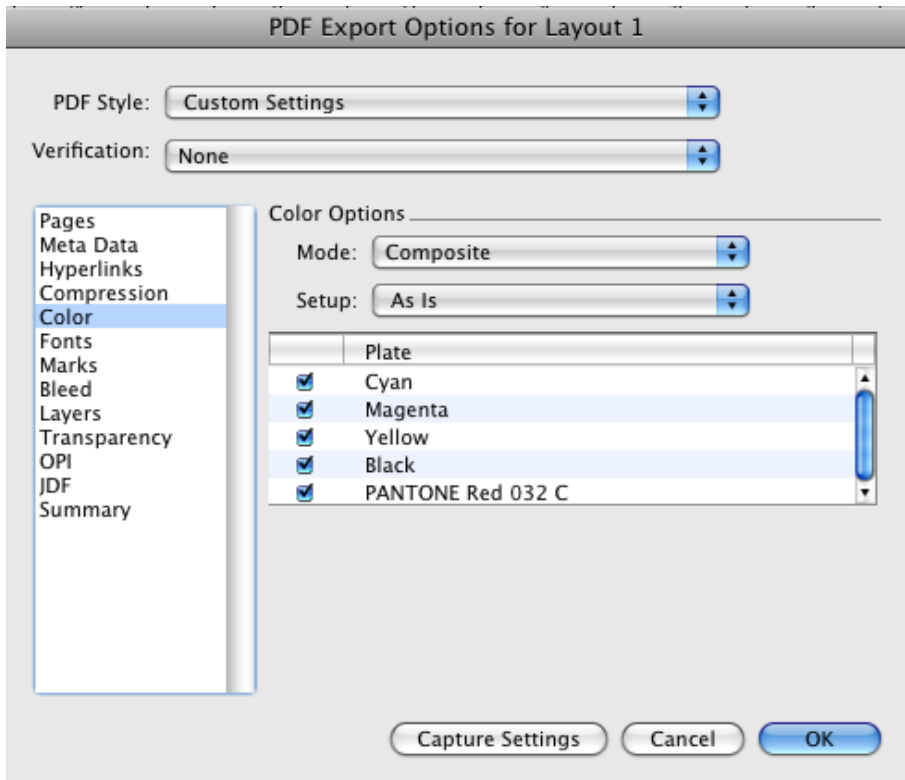 PDF Export Options for Layout 1
PDF Style: Custom Settings
Verification: None
Pages
Meta Data
Hyperlinks
Compression
Color
Fonts
Marks
Bleed
Layers
Transparency
OPI
JDF
Summary
Color Options
Mode: Composite
Setup: As Is
Plate
Cyan
Magenta
Yellow
Black
PANTONE Red 032 C
Capture Settings
Cancel
OK